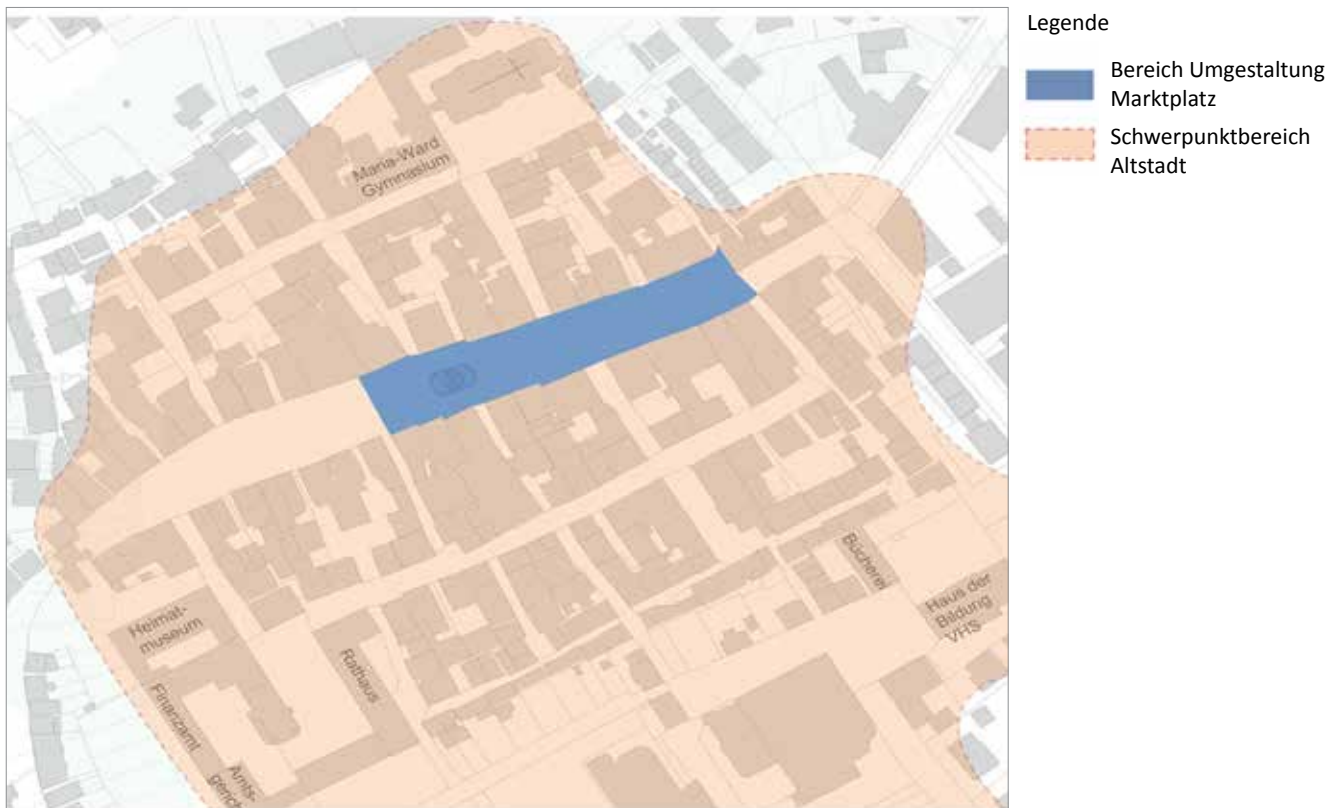 Legende
Bereich Umgestaltung
Marktplatz
Schwerpunktbereich
Altstadt
Maria-Ward
Gymnasium
Bücherei
Haus der
Bildung
VHS
Heimat-
museum
Rathaus
Finanzamt
Amts-
gericht